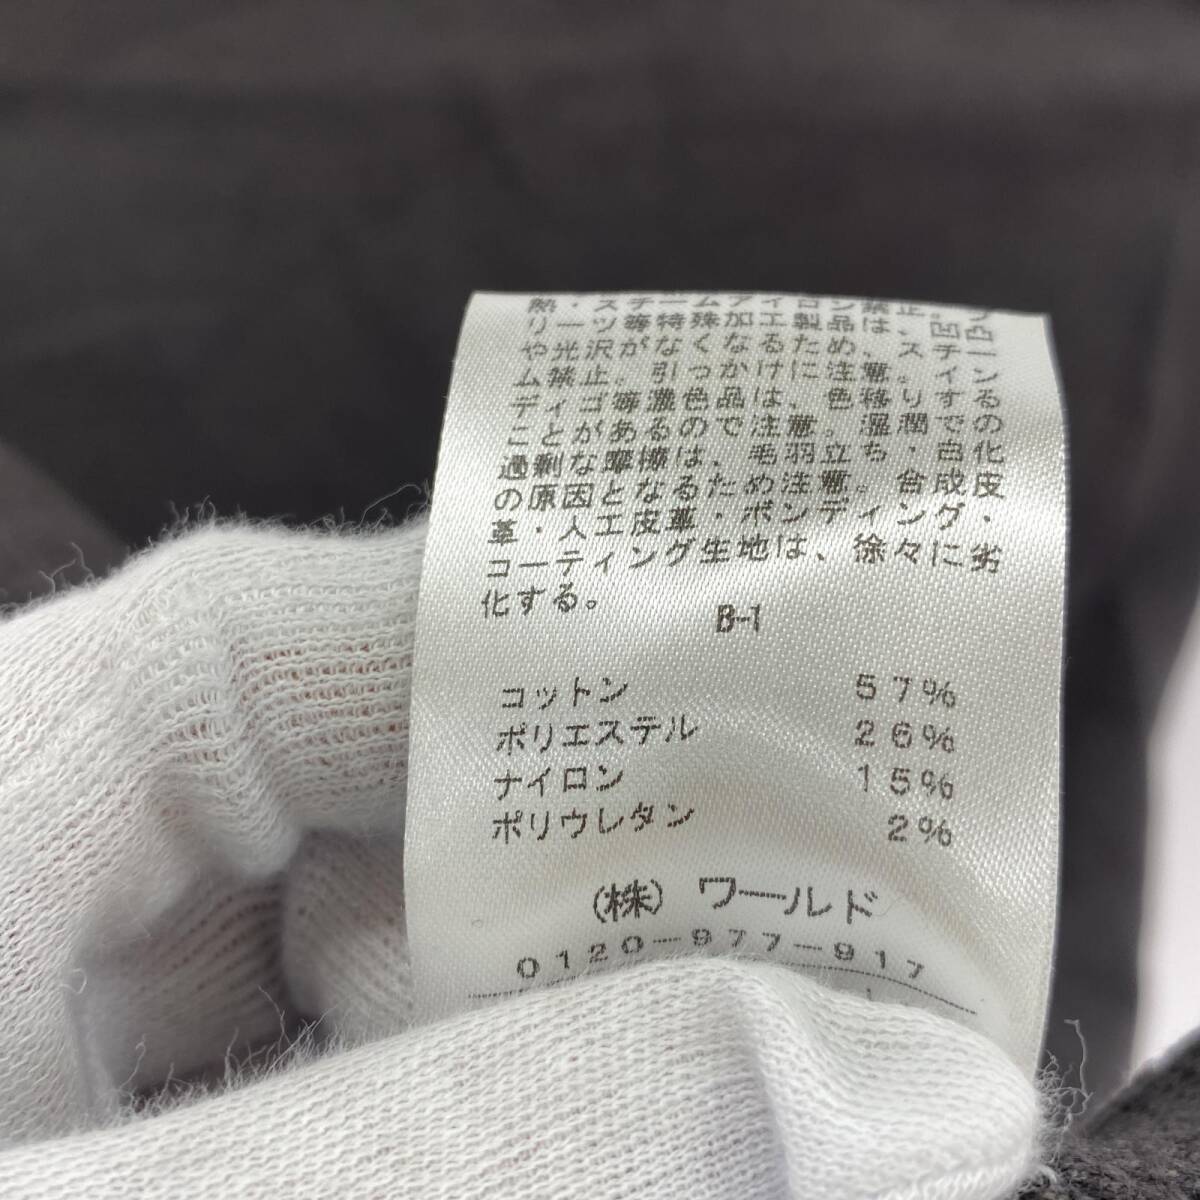 熱・スチームアイロン禁止。凹凸
リーツ等特殊加工製品は、凹凸
や光沢がなくなるため、スチー
ム禁止。引っかけに注意。イン
ディゴ等濃色品は、色移りする
ことがあるので注意。湿潤での
過剰な摩擦は、毛羽立ち・白化
の原因となるため注意。合成皮
革・人工皮革・ボンディング・
コーティング生地は、徐々に劣
化する。
B-1
コットン 57%
ポリエステル 26%
ナイロン 15%
ポリウレタン 2%
(株) ワールド
0120-977-917